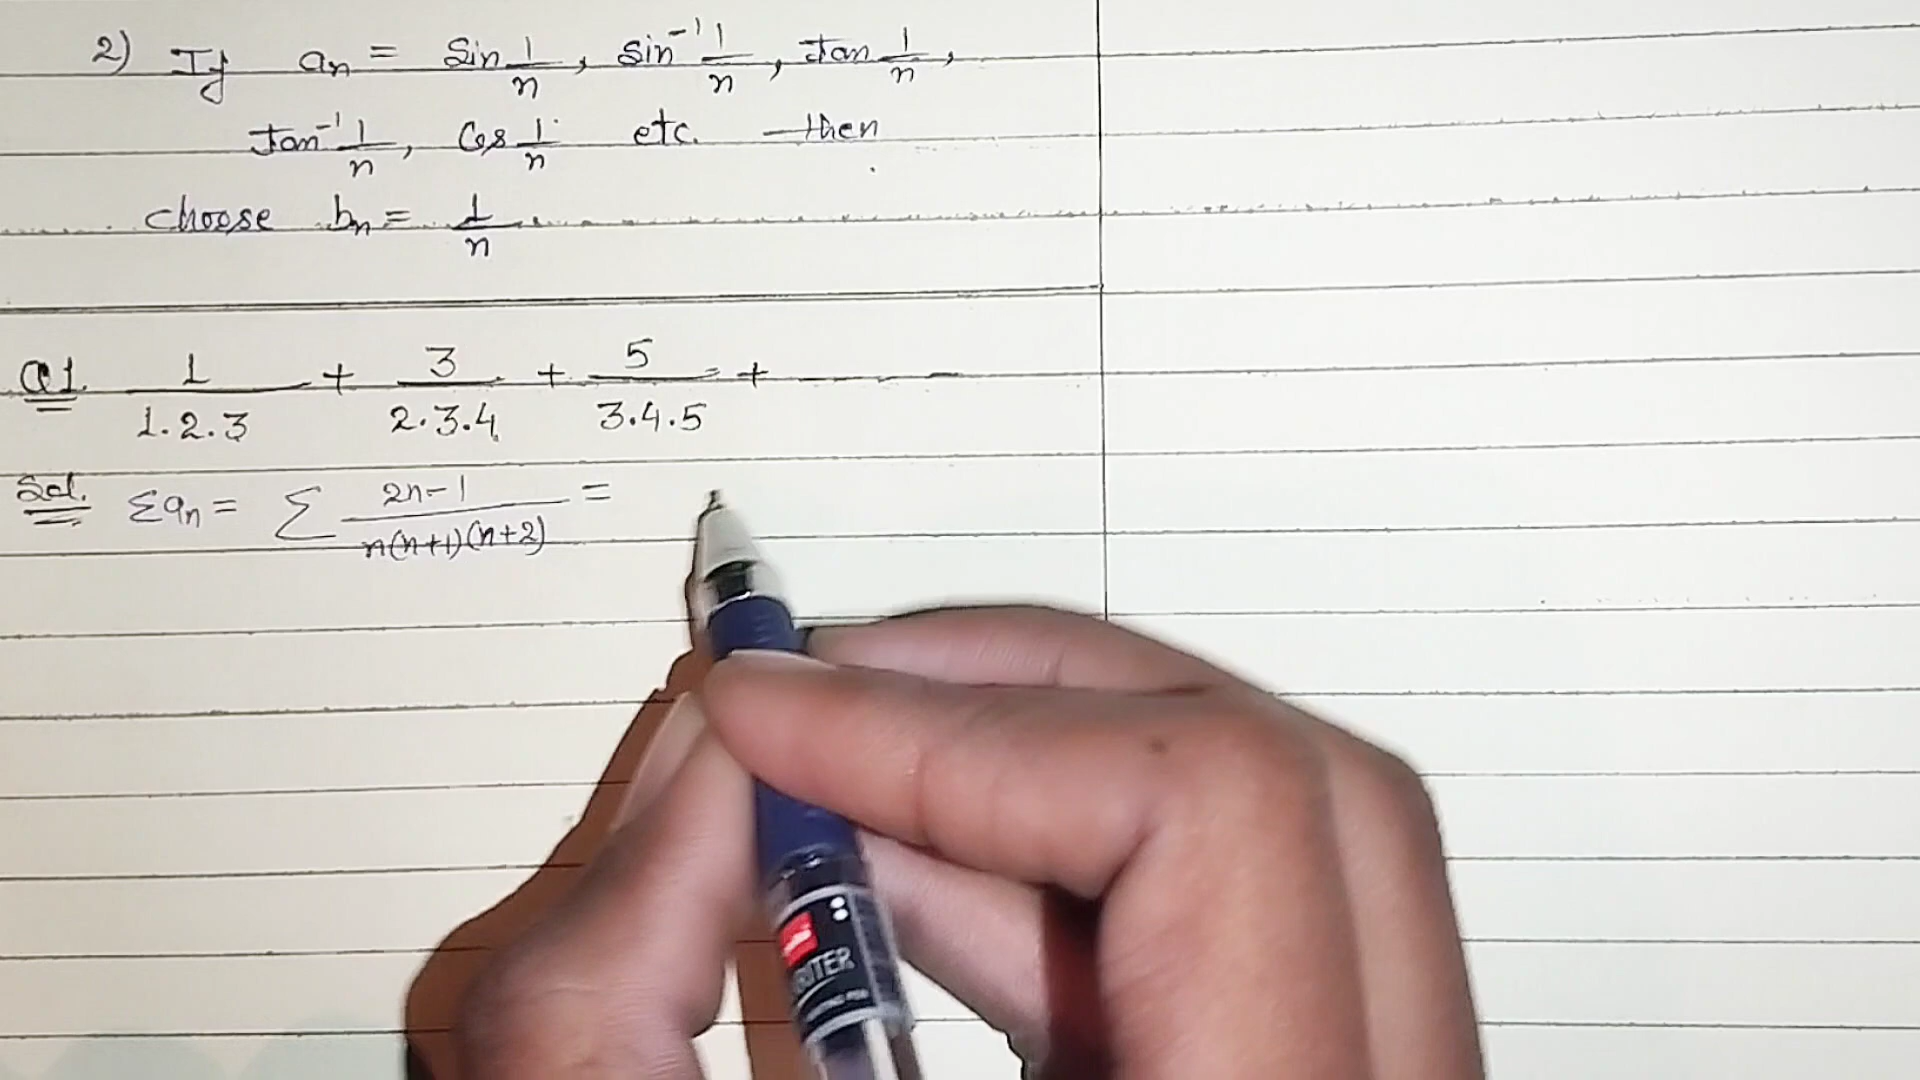 2) If an = Sin 1/n, sin⁻¹ 1/n, Tan 1/n,
Tan⁻¹ 1/n, Cos 1/n etc. then
choose bn = 1/n
Q1. 1/1.2.3 + 3/2.3.4 + 5/3.4.5 +
Sol. Σan = Σ 2n-1/n(n+1)(n+2) =